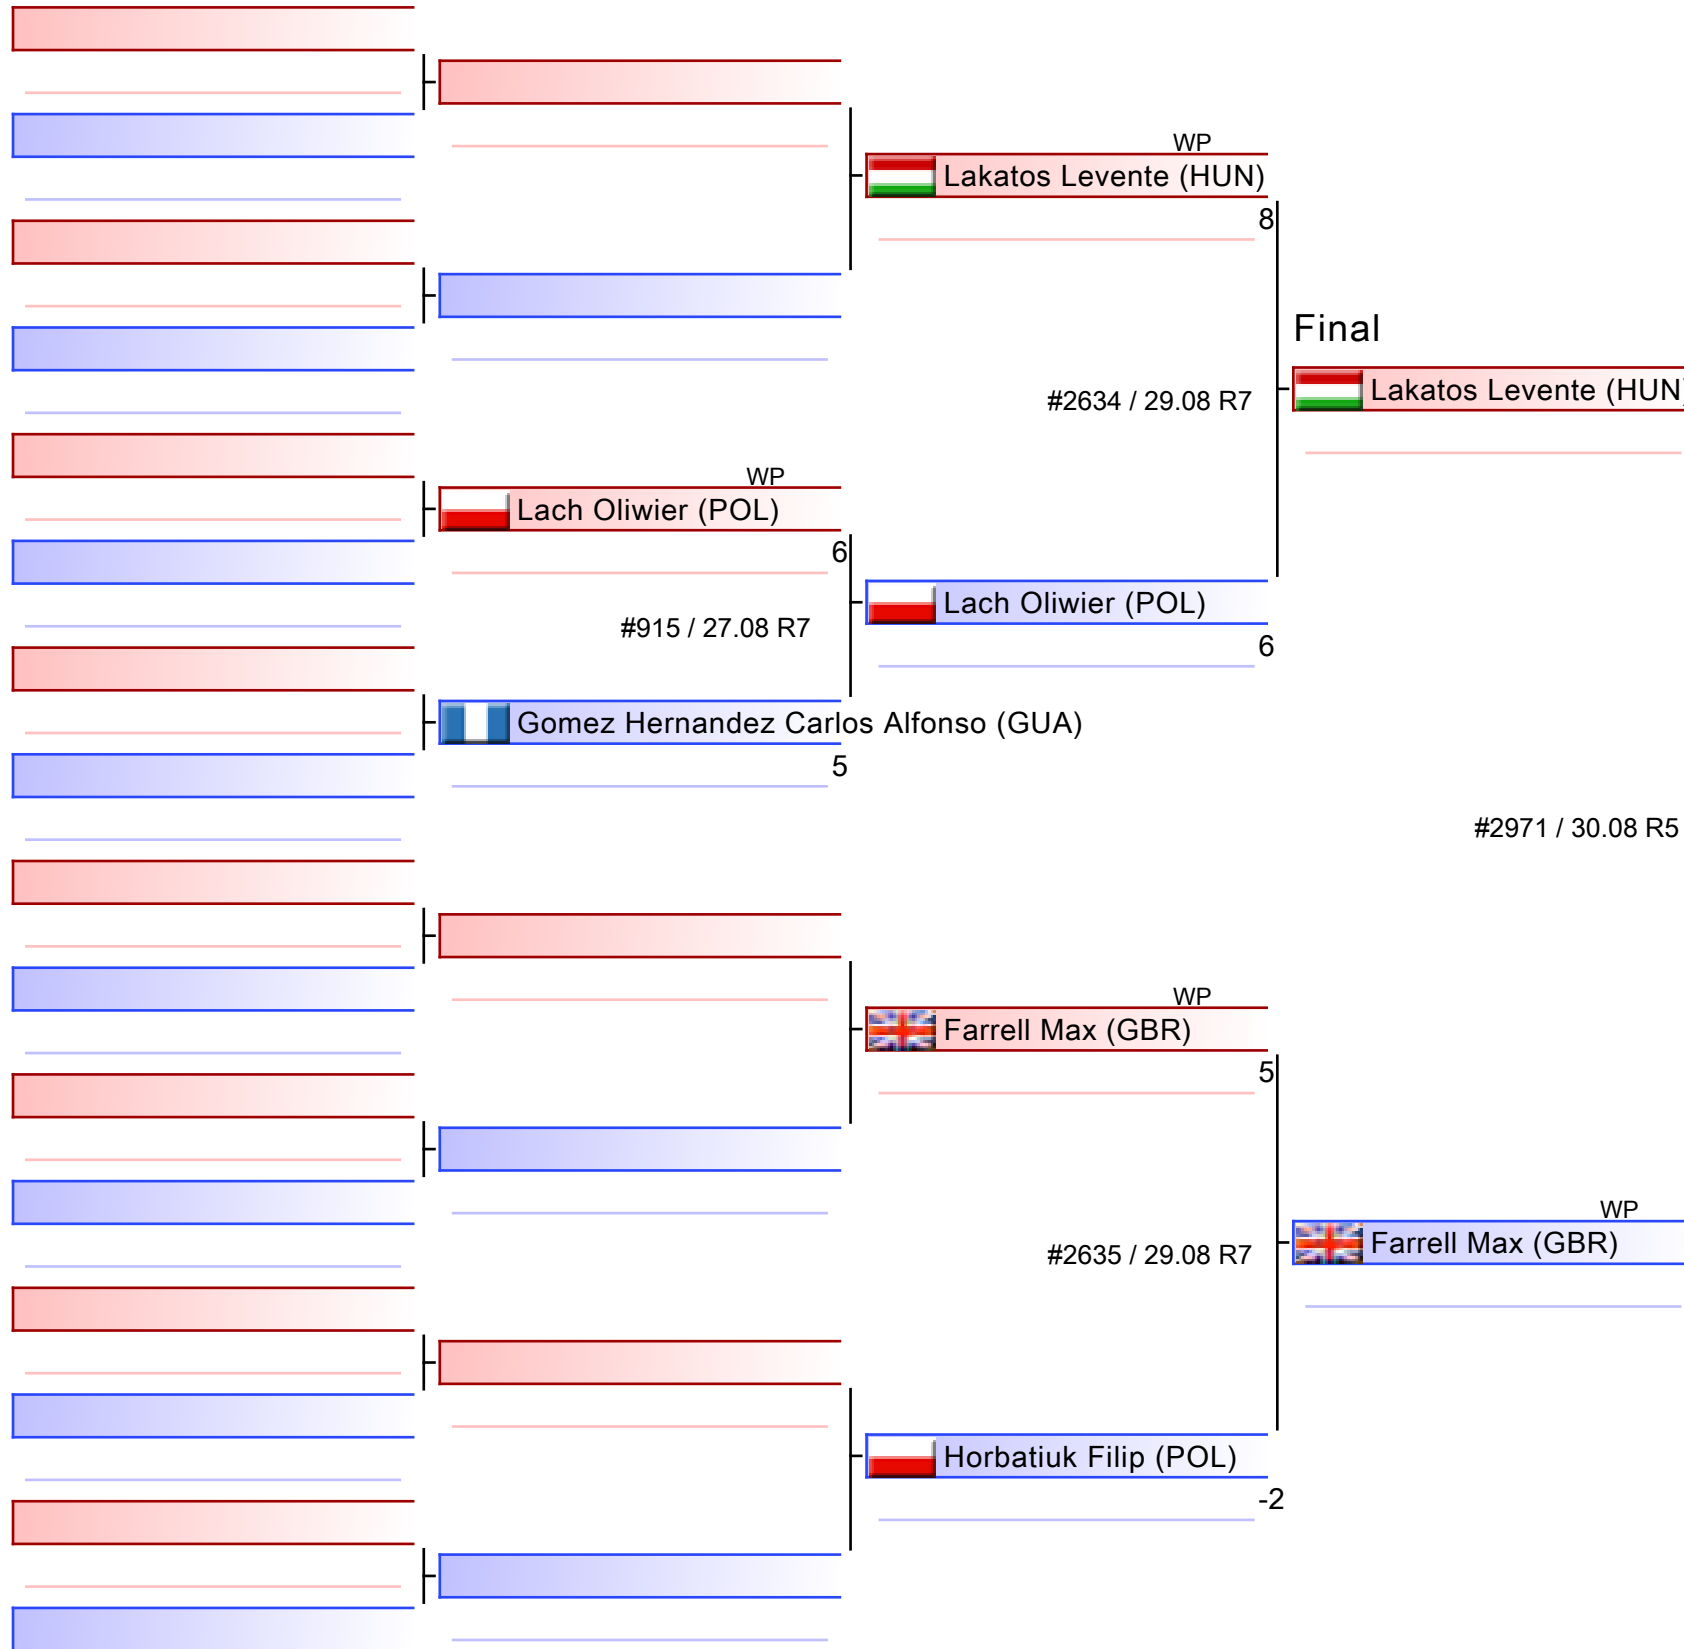 WP
Lakatos Levente (HUN)
8
Final
#2634 / 29.08 R7
Lakatos Levente (HUN)
WP
Lach Oliwier (POL)
6
Lach Oliwier (POL)
#915 / 27.08 R7
6
Gomez Hernandez Carlos Alfonso (GUA)
5
#2971 / 30.08 R5
WP
Farrell Max (GBR)
5
WP
Farrell Max (GBR)
#2635 / 29.08 R7
Horbatiuk Filip (POL)
-2